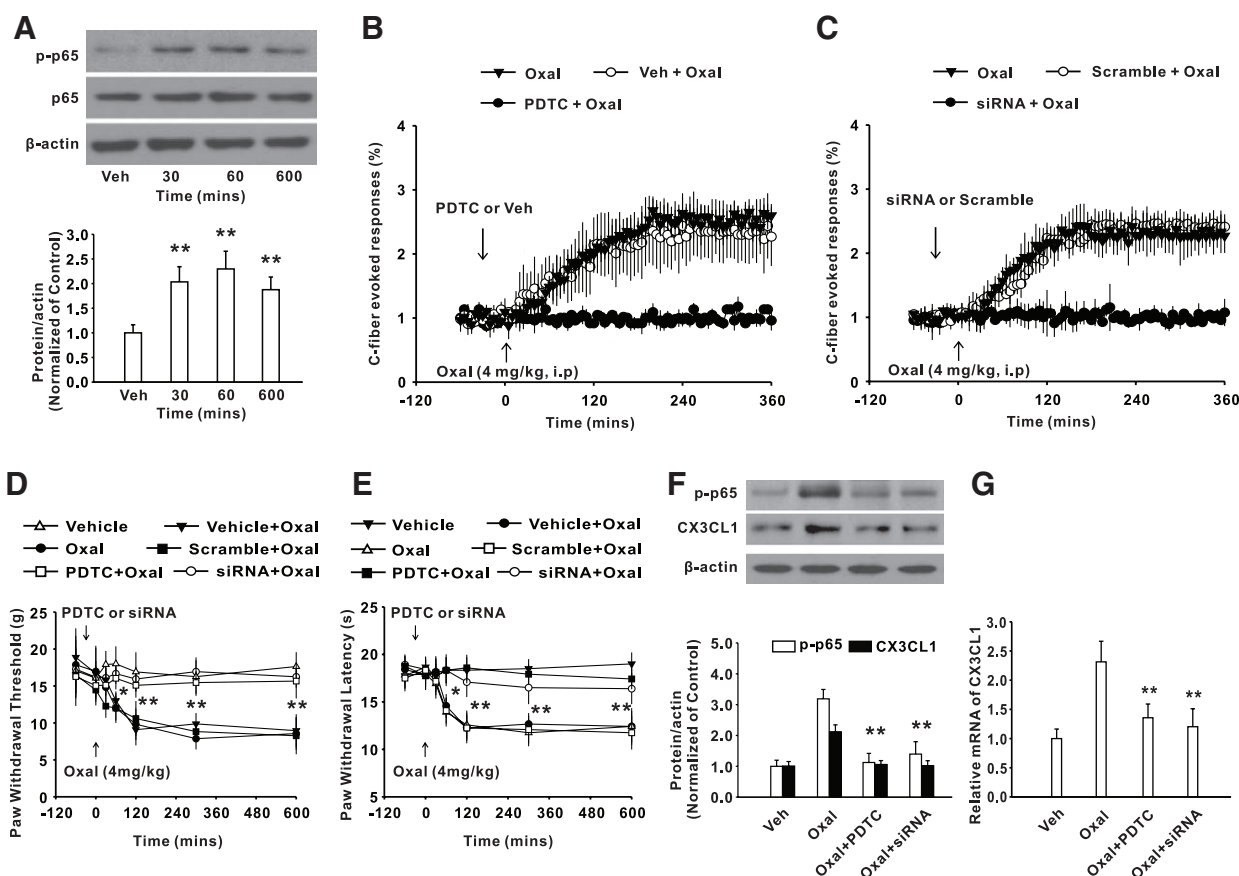 A
p-p65
p65
β-actin
Veh 30 60 600
Time (mins)
Protein/actin
(Normalized of Control)
3.0
2.5
2.0
1.5
1.0
0.5
0.0
** ** **
Veh 30 60 600
Time (mins)
B
Oxal Veh + Oxal
PDTC + Oxal
C-fiber evoked responses (%)
4
3
2
1
0
PDTC or Veh
Oxal (4 mg/kg, i.p)
-120 0 120 240 360
Time (mins)
C
Oxal Scramble + Oxal
siRNA + Oxal
C-fiber evoked responses (%)
4
3
2
1
0
siRNA or Scramble
Oxal (4 mg/kg, i.p)
-120 0 120 240 360
Time (mins)
D
Vehicle Vehicle+Oxal
Oxal Scramble+Oxal
PDTC+Oxal siRNA+Oxal
Paw Withdrawal Threshold (g)
25
20
15
10
5
0
PDTC or siRNA
* ** ** **
Oxal (4mg/kg)
-120 0 120 240 360 480 600
Time (mins)
E
Vehicle Vehicle+Oxal
Oxal Scramble+Oxal
PDTC+Oxal siRNA+Oxal
Paw Withdrawal Latency (s)
25
20
15
10
5
PDTC or siRNA
* ** ** **
Oxal (4mg/kg)
-120 0 120 240 360 480 600
Time (mins)
F
p-p65
CX3CL1
β-actin
p-p65 CX3CL1
Protein/actin
(Normalized of Control)
5.0
4.0
3.0
2.0
1.0
0.0
** **
Veh Oxal Oxal+PDTC Oxal+siRNA
G
Relative mRNA of CX3CL1
3.0
2.5
2.0
1.5
1.0
0.5
0.0
** **
Veh Oxal Oxal+PDTC Oxal+siRNA